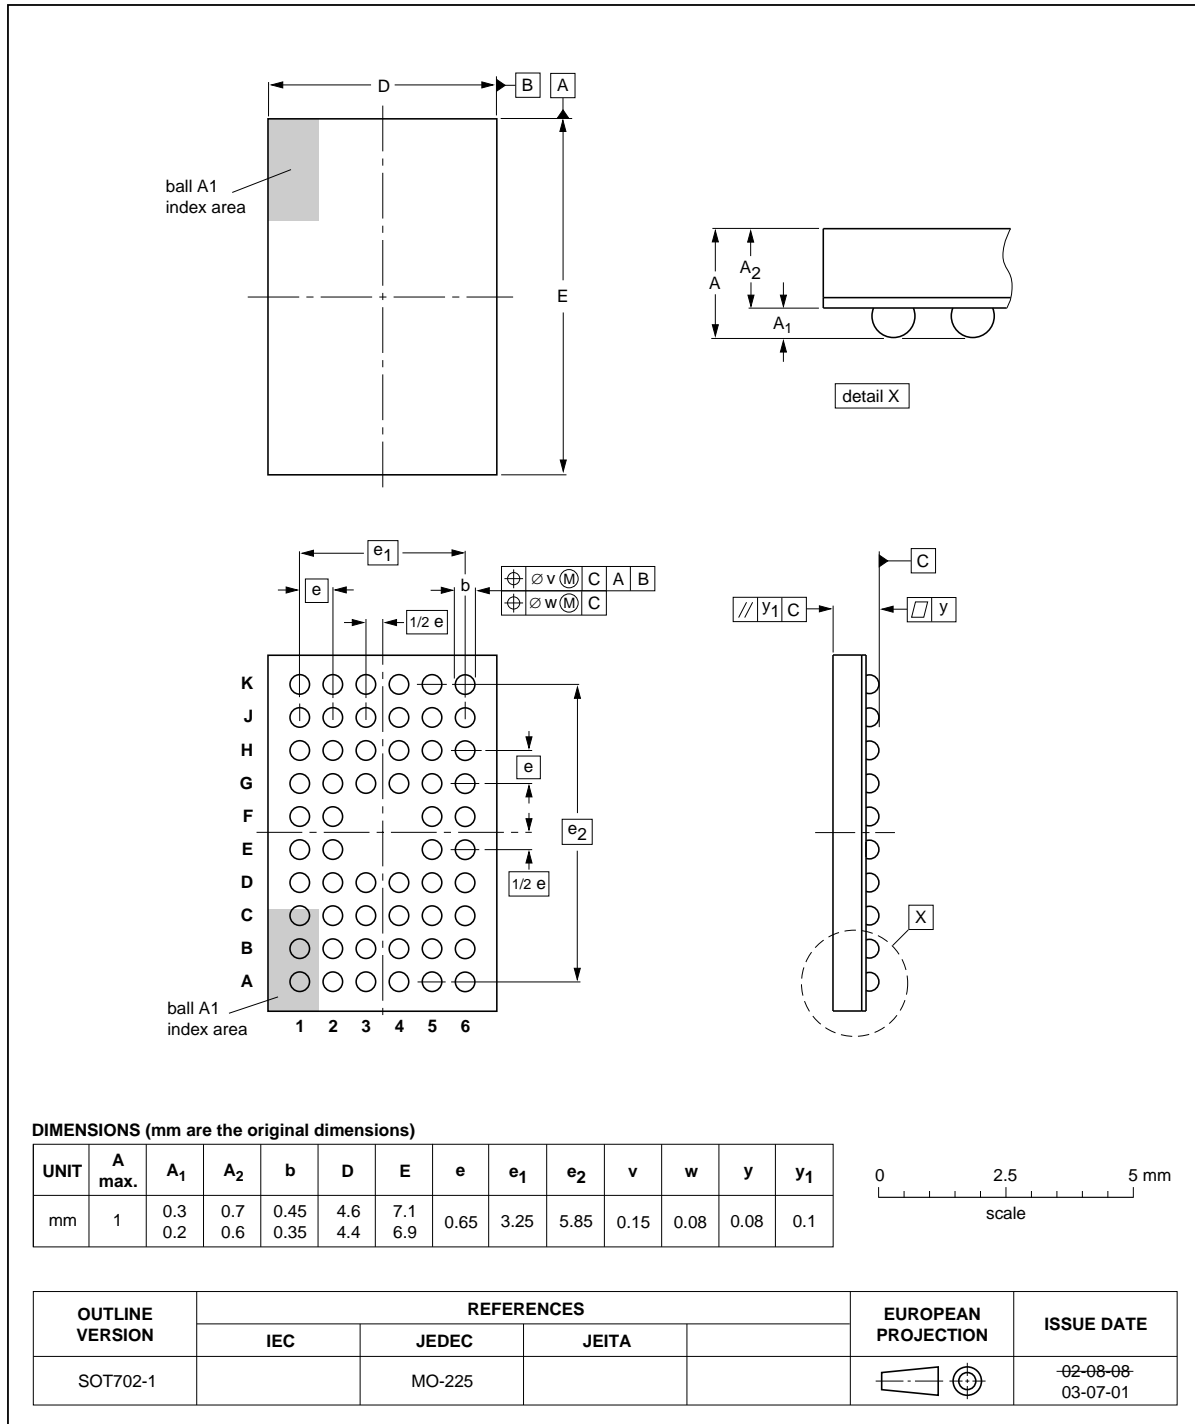 D
B
A
ball A1
index area
E
A
A2
A1
detail X
e1
e
b
⌖ ∅ v Ⓜ C A B
⌖ ∅ w Ⓜ C
1/2 e
C
// y1 C
▱ y
K
J
H
G
F
E
D
C
B
A
e
e2
1/2 e
X
ball A1
index area
1 2 3 4 5 6
DIMENSIONS (mm are the original dimensions)
UNIT A max. A1 A2 b D E e e1 e2 v w y y1
mm 1 0.3 0.2 0.7 0.6 0.45 0.35 4.6 4.4 7.1 6.9 0.65 3.25 5.85 0.15 0.08 0.08 0.1
0 2.5 5 mm
scale
OUTLINE VERSION REFERENCES EUROPEAN PROJECTION ISSUE DATE
IEC JEDEC JEITA
SOT702-1 MO-225 02-08-08
03-07-01